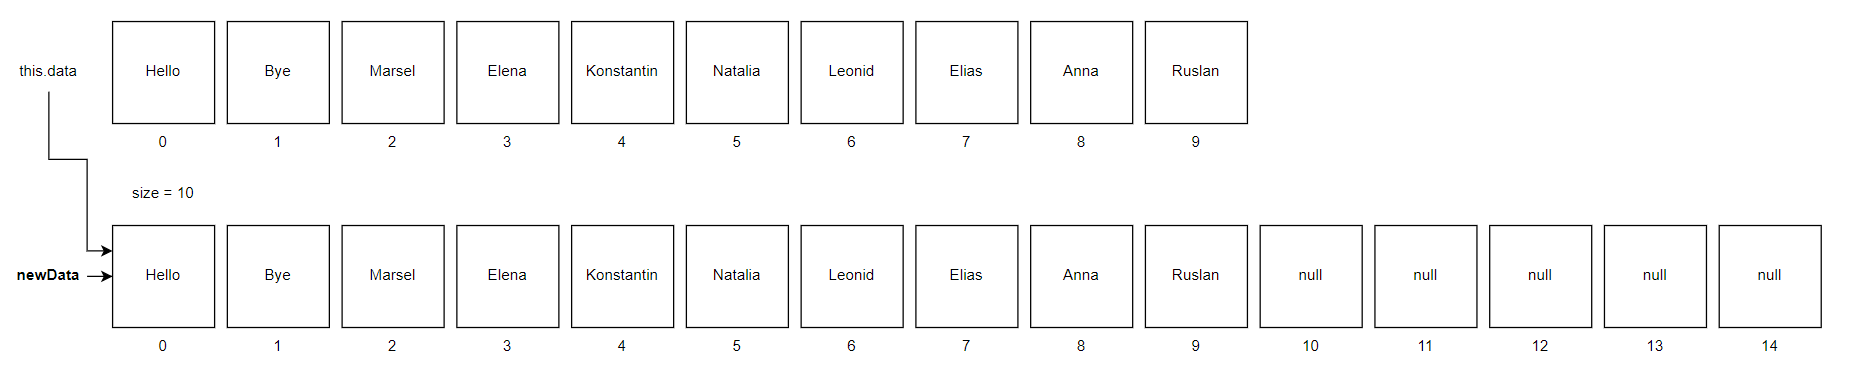 this.data Hello Bye Marsel Elena Konstantin Natalia Leonid Elias Anna Ruslan
0 1 2 3 4 5 6 7 8 9
size = 10
newData Hello Bye Marsel Elena Konstantin Natalia Leonid Elias Anna Ruslan null null null null null
0 1 2 3 4 5 6 7 8 9 10 11 12 13 14